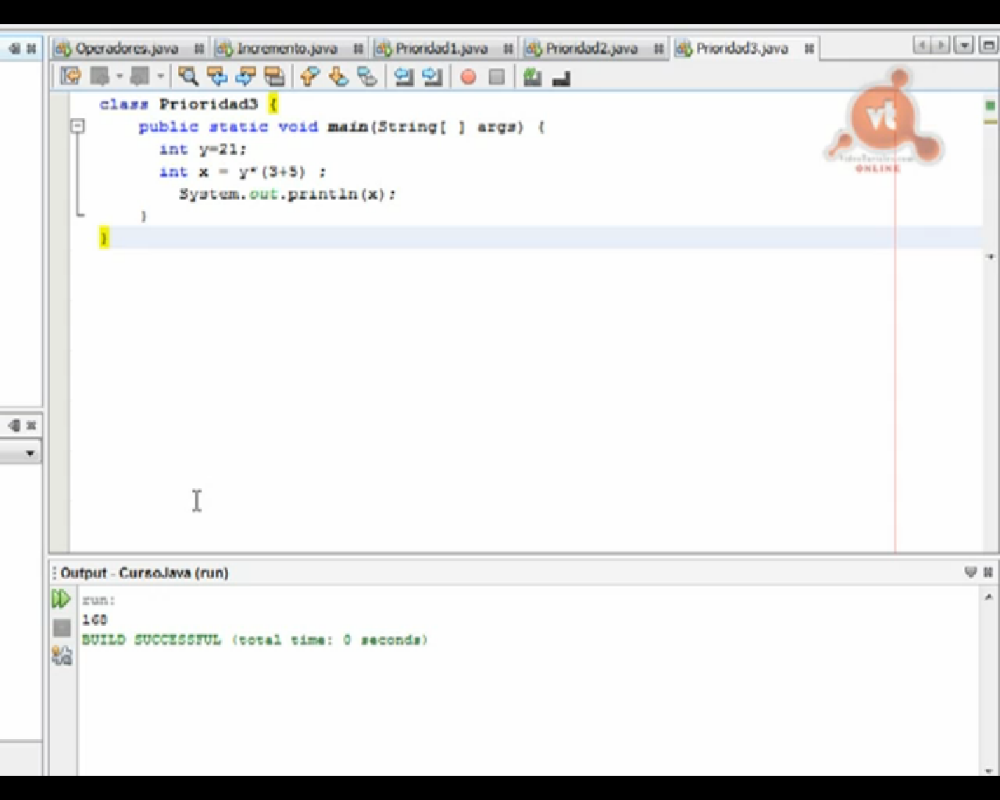 Operadores.java Incremento.java Prioridad1.java Prioridad2.java Prioridad3.java
class Prioridad3 {
public static void main(String[ ] args) {
int y=21;
int x = y*(3+5) ;
System.out.println(x);
}
}
vt
ONLINE
Output - CursoJava (run)
run:
168
BUILD SUCCESSFUL (total time: 0 seconds)